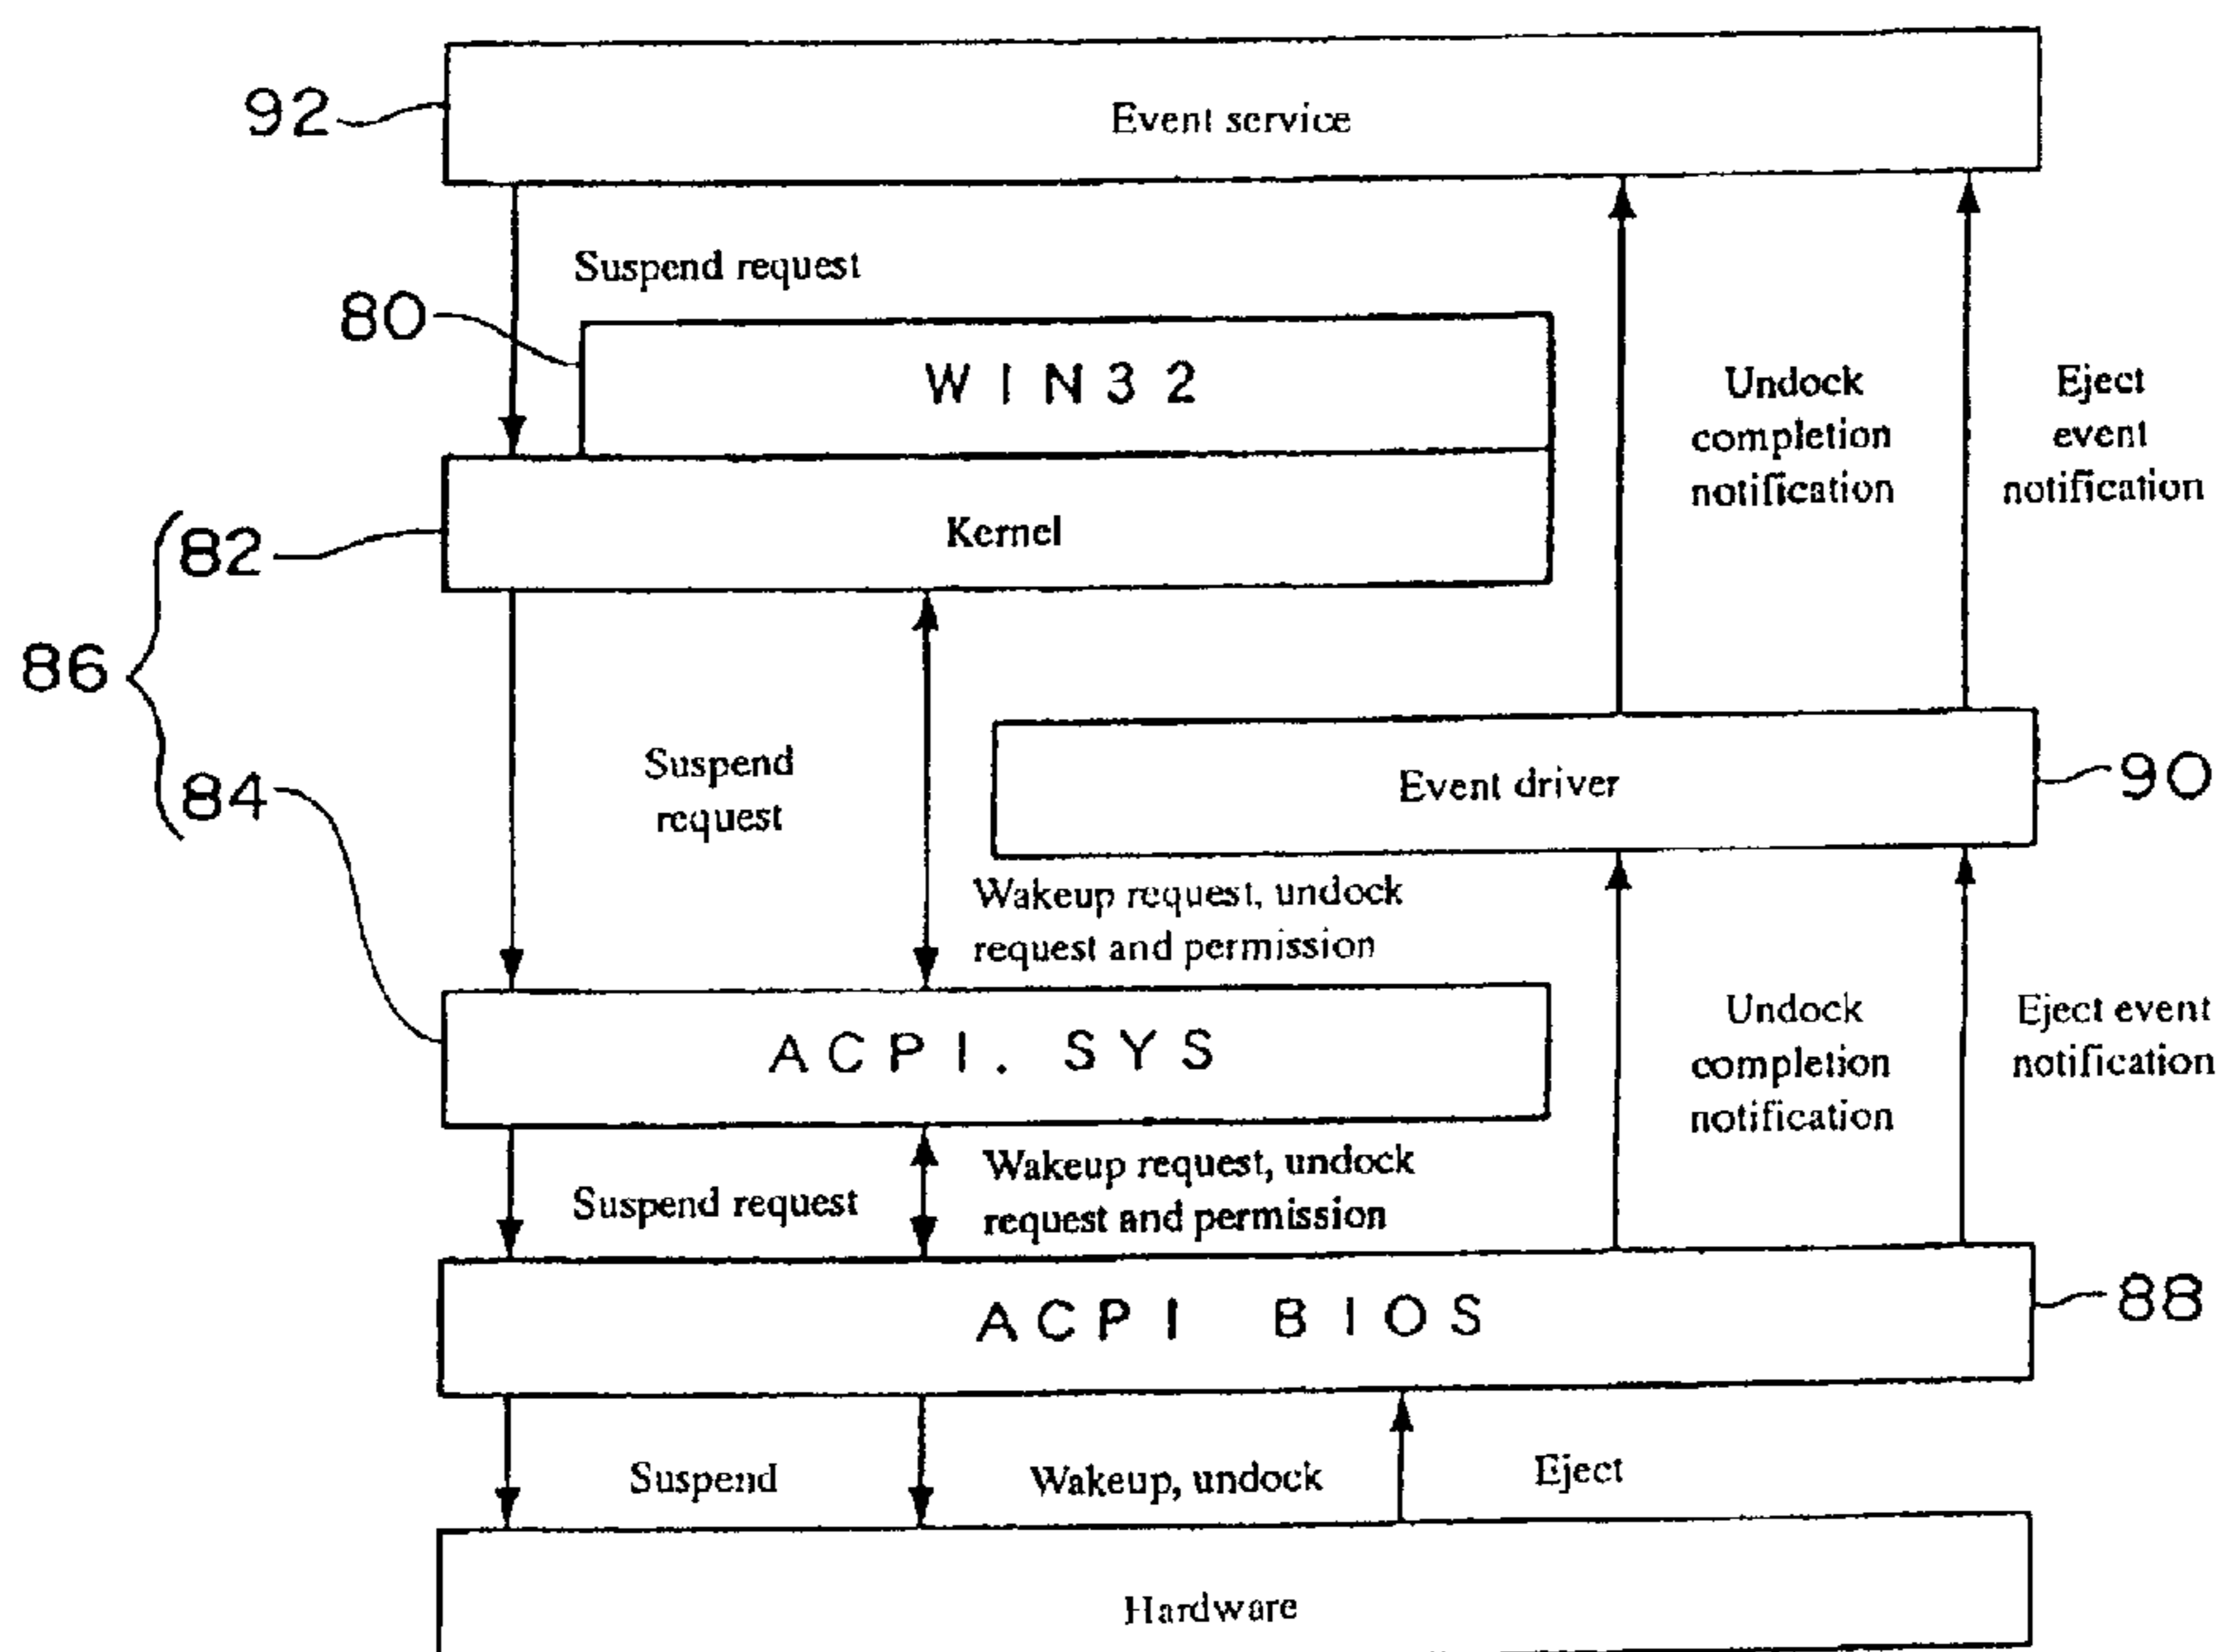 92
Event service
Suspend request
80
WIN32
Undock
completion
notification
Eject
event
notification
82
Kernel
86
84
Suspend
request
Event driver
90
Wakeup request, undock
request and permission
ACPI. SYS
Undock
completion
notification
Eject event
notification
Suspend request
Wakeup request, undock
request and permission
ACPI BIOS
88
Suspend
Wakeup, undock
Eject
Hardware